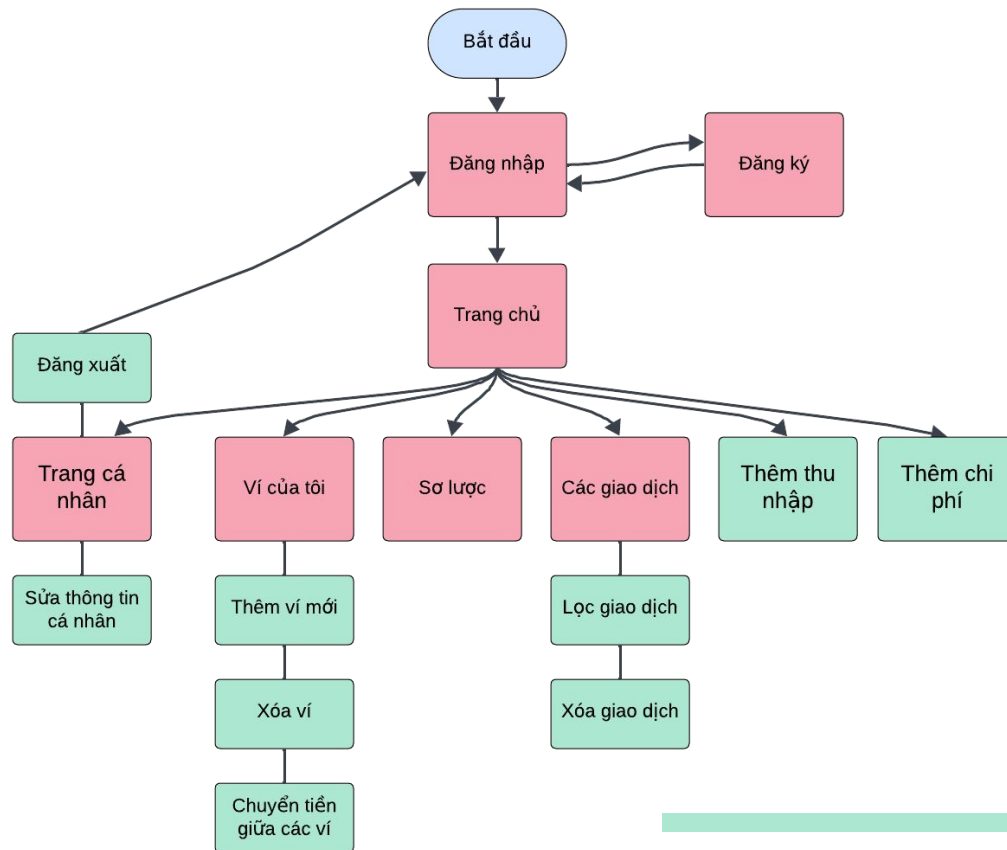 Bắt đầu
Đăng nhập
Đăng ký
Trang chủ
Đăng xuất
Trang cá
nhân
Ví của tôi
Sơ lược
Các giao dịch
Thêm thu
nhập
Thêm chi
phí
Sửa thông tin
cá nhân
Thêm ví mới
Lọc giao dịch
Xóa ví
Xóa giao dịch
Chuyển tiền
giữa các ví